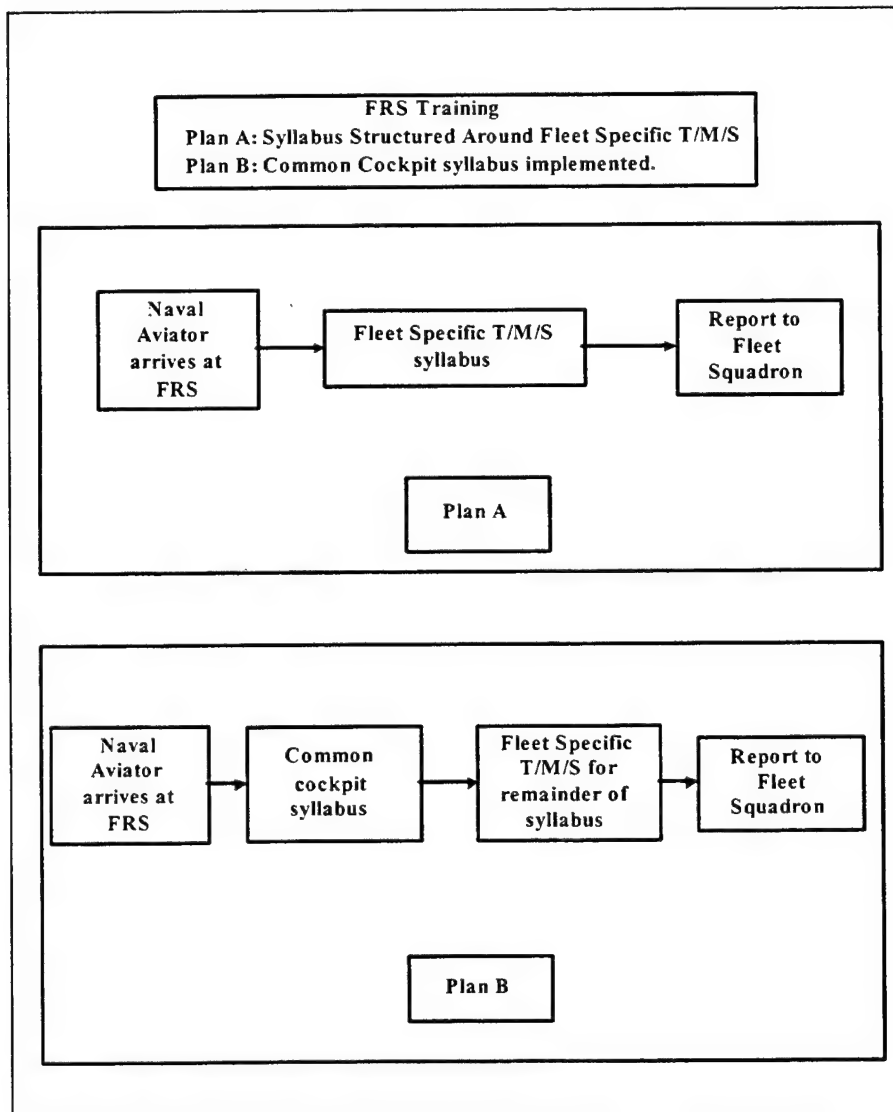 FRS Training
Plan A: Syllabus Structured Around Fleet Specific T/M/S
Plan B: Common Cockpit syllabus implemented.
Naval
Aviator
arrives at
FRS
Fleet Specific T/M/S
syllabus
Report to
Fleet
Squadron
Plan A
Naval
Aviator
arrives at
FRS
Common
cockpit
syllabus
Fleet Specific
T/M/S for
remainder of
syllabus
Report to
Fleet
Squadron
Plan B